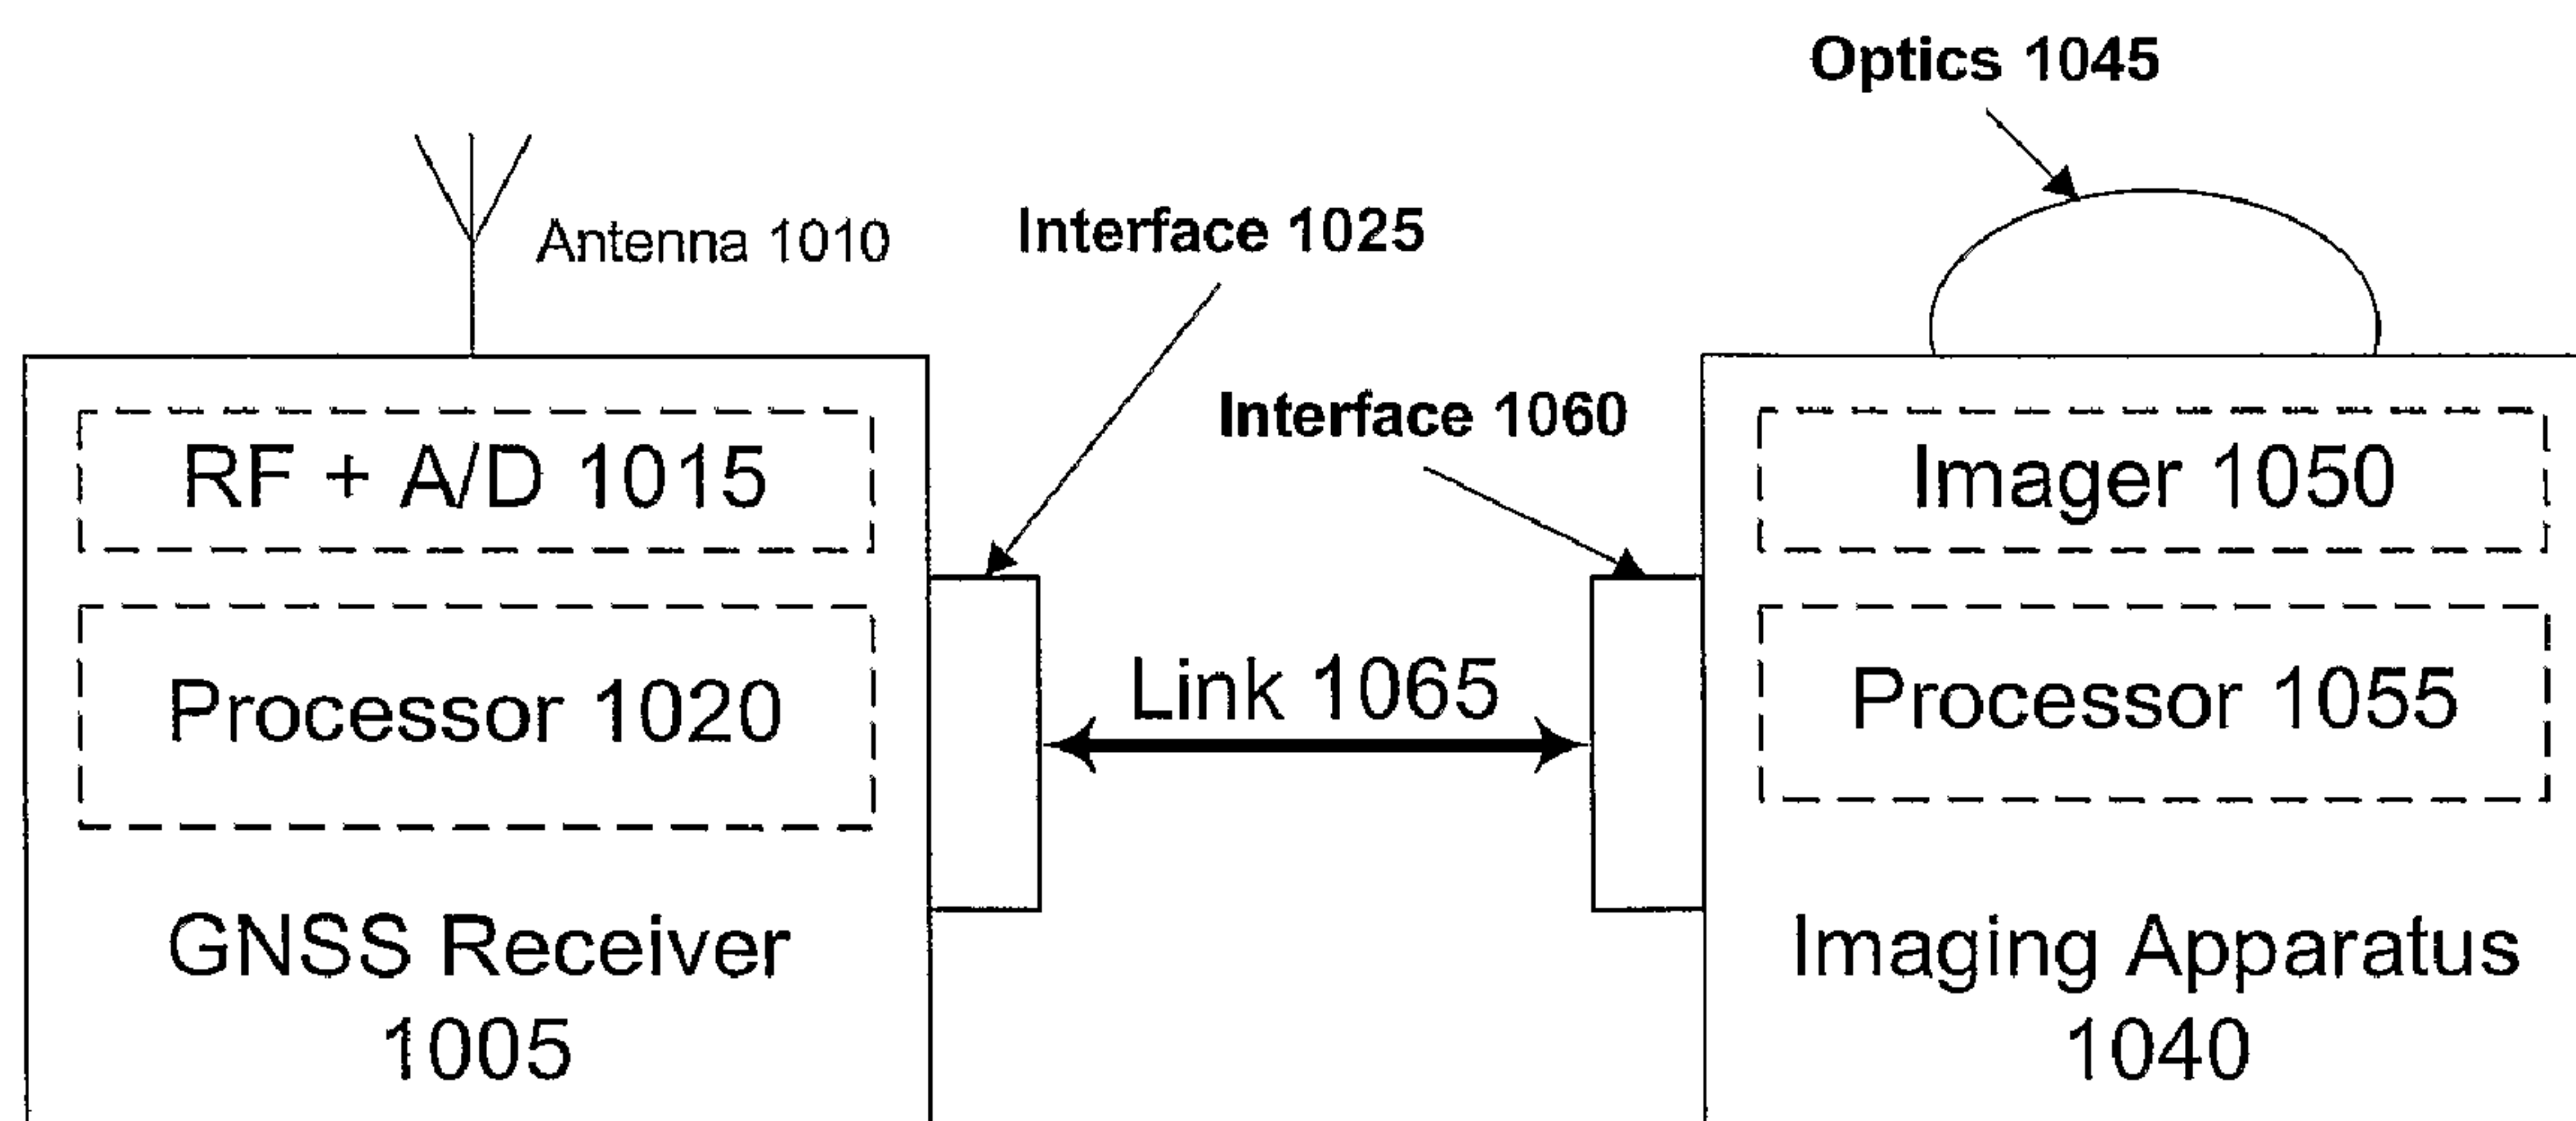 Optics 1045
Antenna 1010
Interface 1025
Interface 1060
RF + A/D 1015
Imager 1050
Processor 1020
Link 1065
Processor 1055
GNSS Receiver
1005
Imaging Apparatus
1040